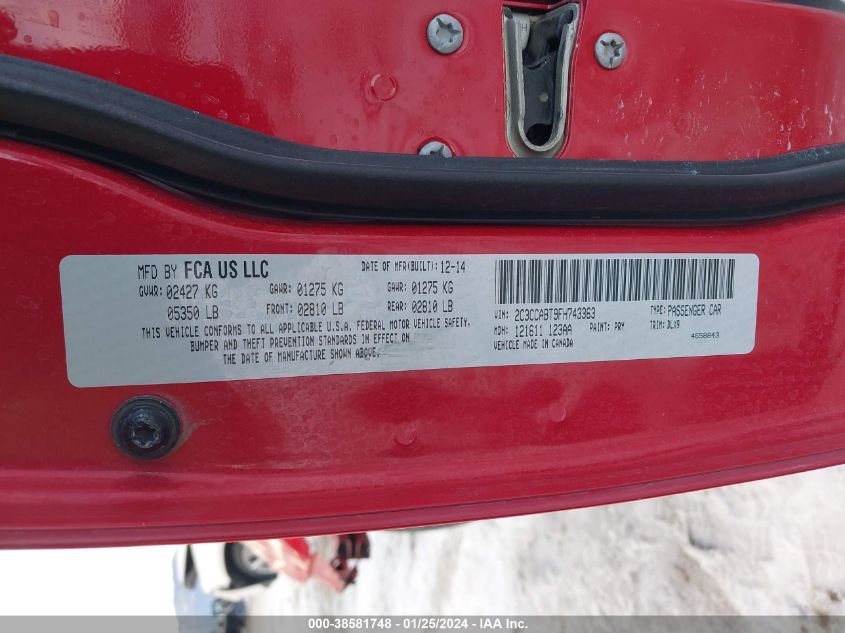 MFD BY FCA US LLC DATE OF MFR(BUILT): 12-14
GVWR: 02427 KG GAWR: 01275 KG GAWR: 01275 KG
05350 LB FRONT: 02810 LB REAR: 02810 LB
THIS VEHICLE CONFORMS TO ALL APPLICABLE U.S.A. FEDERAL MOTOR VEHICLE SAFETY,
BUMPER AND THEFT PREVENTION STANDARDS IN EFFECT ON
THE DATE OF MANUFACTURE SHOWN ABOVE.
VIN: 2C3CCABT9FH743363 TYPE: PASSENGER CAR
MDH: 121611 123AA PAINT: PRY TRIM: DLX9
VEHICLE MADE IN CANADA 4658843
000-38581748 - 01/25/2024 - IAA Inc.